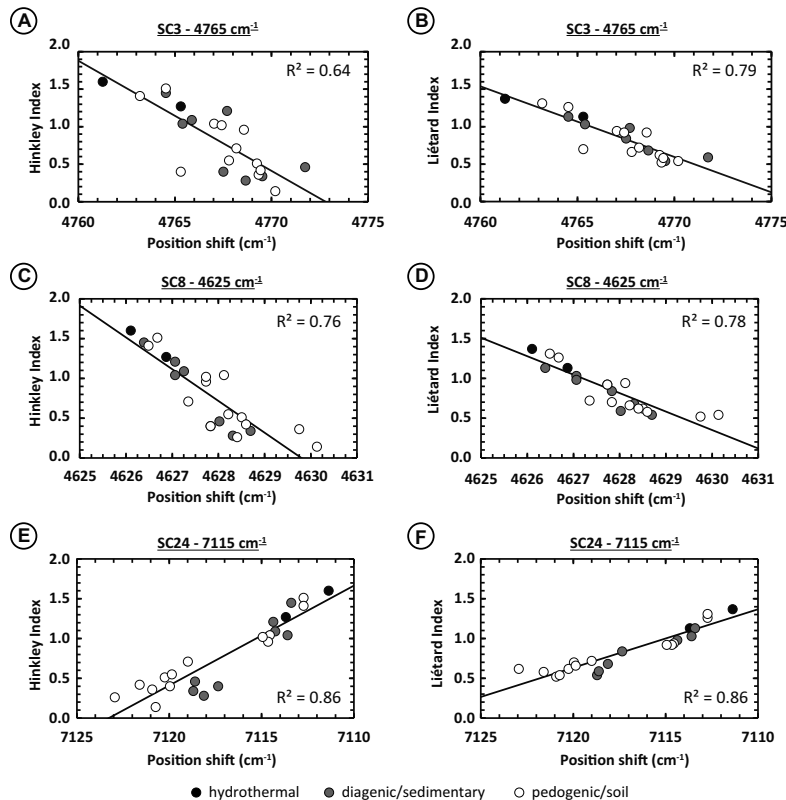 A
SC3 - 4765 cm-1
2.0
1.5
1.0
0.5
0.0
Hinkley Index
R² = 0.64
4760 4765 4770 4775
Position shift (cm-1)
B
SC3 - 4765 cm-1
2.0
1.5
1.0
0.5
0.0
Liétard Index
R² = 0.79
4760 4765 4770 4775
Position shift (cm-1)
C
SC8 - 4625 cm-1
2.0
1.5
1.0
0.5
0.0
Hinkley Index
R² = 0.76
4625 4626 4627 4628 4629 4630 4631
Position shift (cm-1)
D
SC8 - 4625 cm-1
2.0
1.5
1.0
0.5
0.0
Liétard Index
R² = 0.78
4625 4626 4627 4628 4629 4630 4631
Position shift (cm-1)
E
SC24 - 7115 cm-1
2.0
1.5
1.0
0.5
0.0
Hinkley Index
R² = 0.86
7125 7120 7115 7110
Position shift (cm-1)
F
SC24 - 7115 cm-1
2.0
1.5
1.0
0.5
0.0
Liétard Index
R² = 0.86
7125 7120 7115 7110
Position shift (cm-1)
hydrothermal diagenic/sedimentary pedogenic/soil